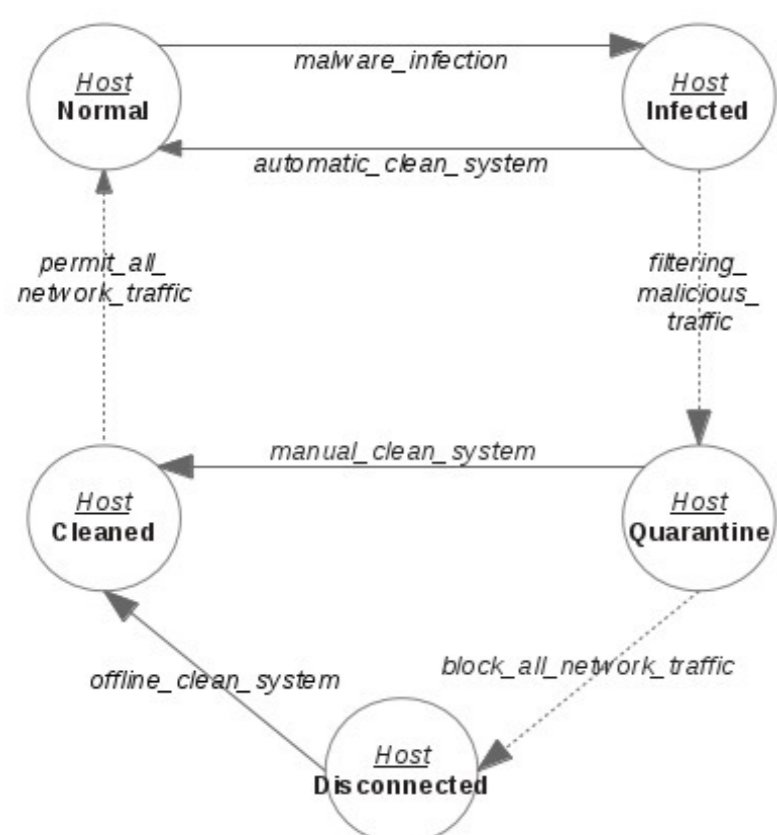 Host
Normal
malware_infection
Host
Infected
automatic_clean_system
permit_all_
network_traffic
filtering_
malicious_
traffic
manual_clean_system
Host
Cleaned
Host
Quarantine
offline_clean_system
block_all_network_traffic
Host
Disconnected